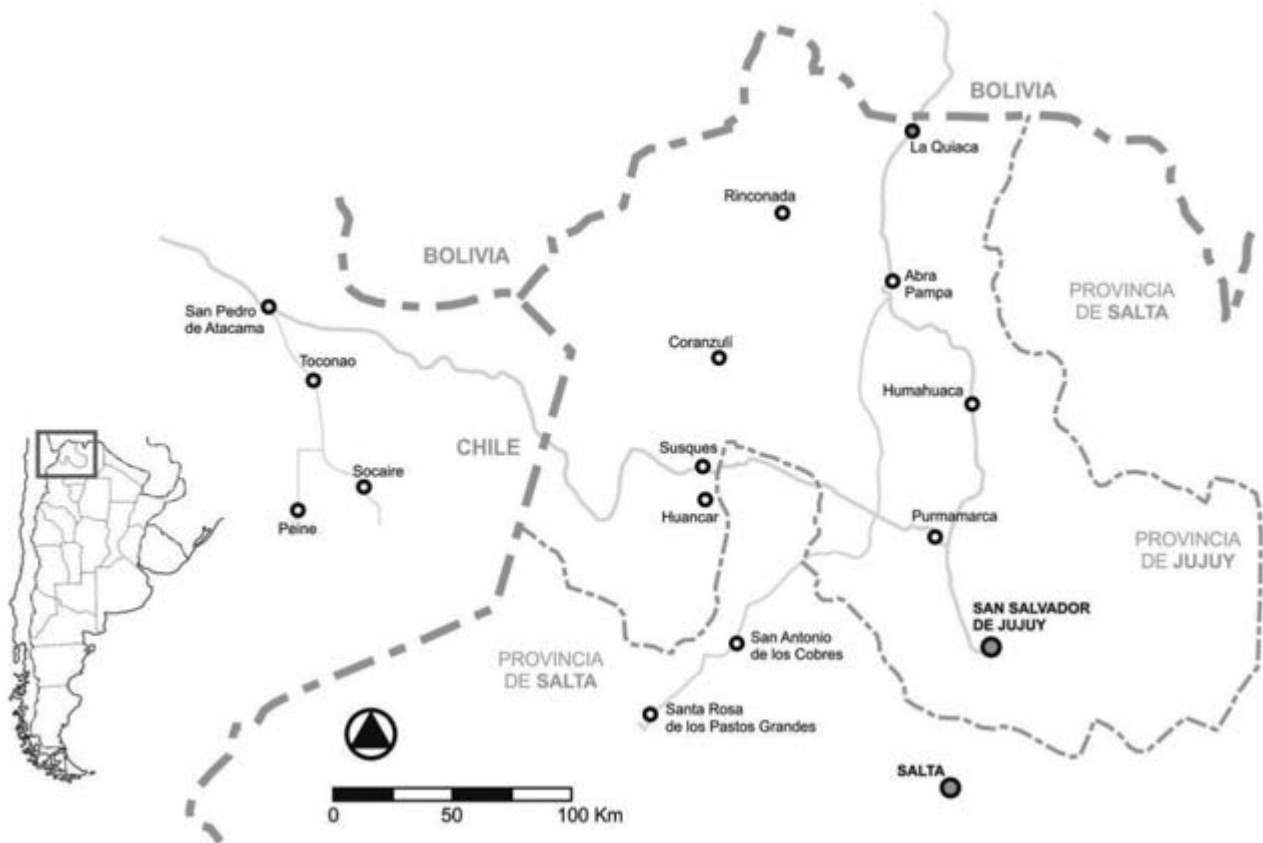 BOLIVIA
La Quiaca
Rinconada
BOLIVIA
Abra
Pampa
PROVINCIA
DE SALTA
San Pedro
de Atacama
Coranzulí
Toconao
Humahuaca
CHILE
Susques
Socaire
Huancar
Purmamarca
Peine
PROVINCIA
DE JUJUY
SAN SALVADOR
DE JUJUY
San Antonio
de los Cobres
PROVINCIA
DE SALTA
Santa Rosa
de los Pastos Grandes
SALTA
0 50 100 Km